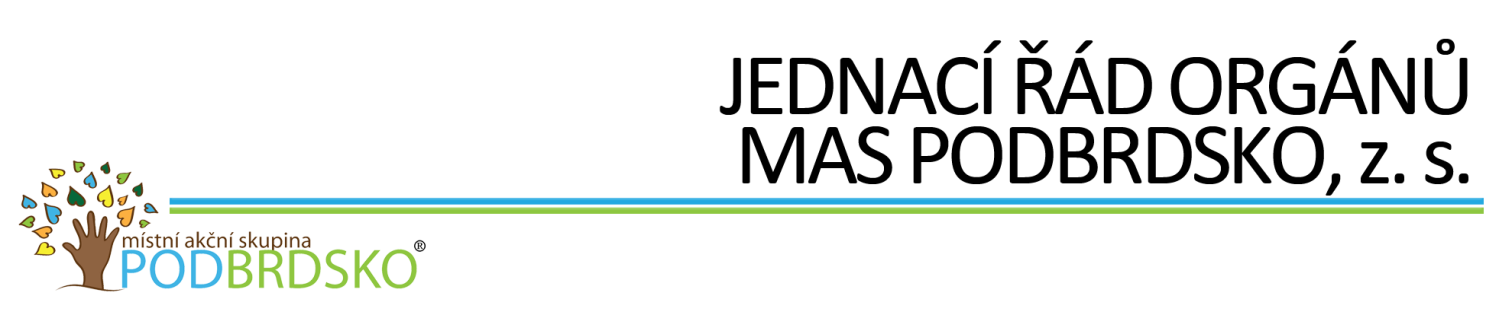 JEDNACÍ ŘÁD ORGÁNŮ
MAS PODBRDSKO, z. s.
místní akční skupina
PODBRDSKO®